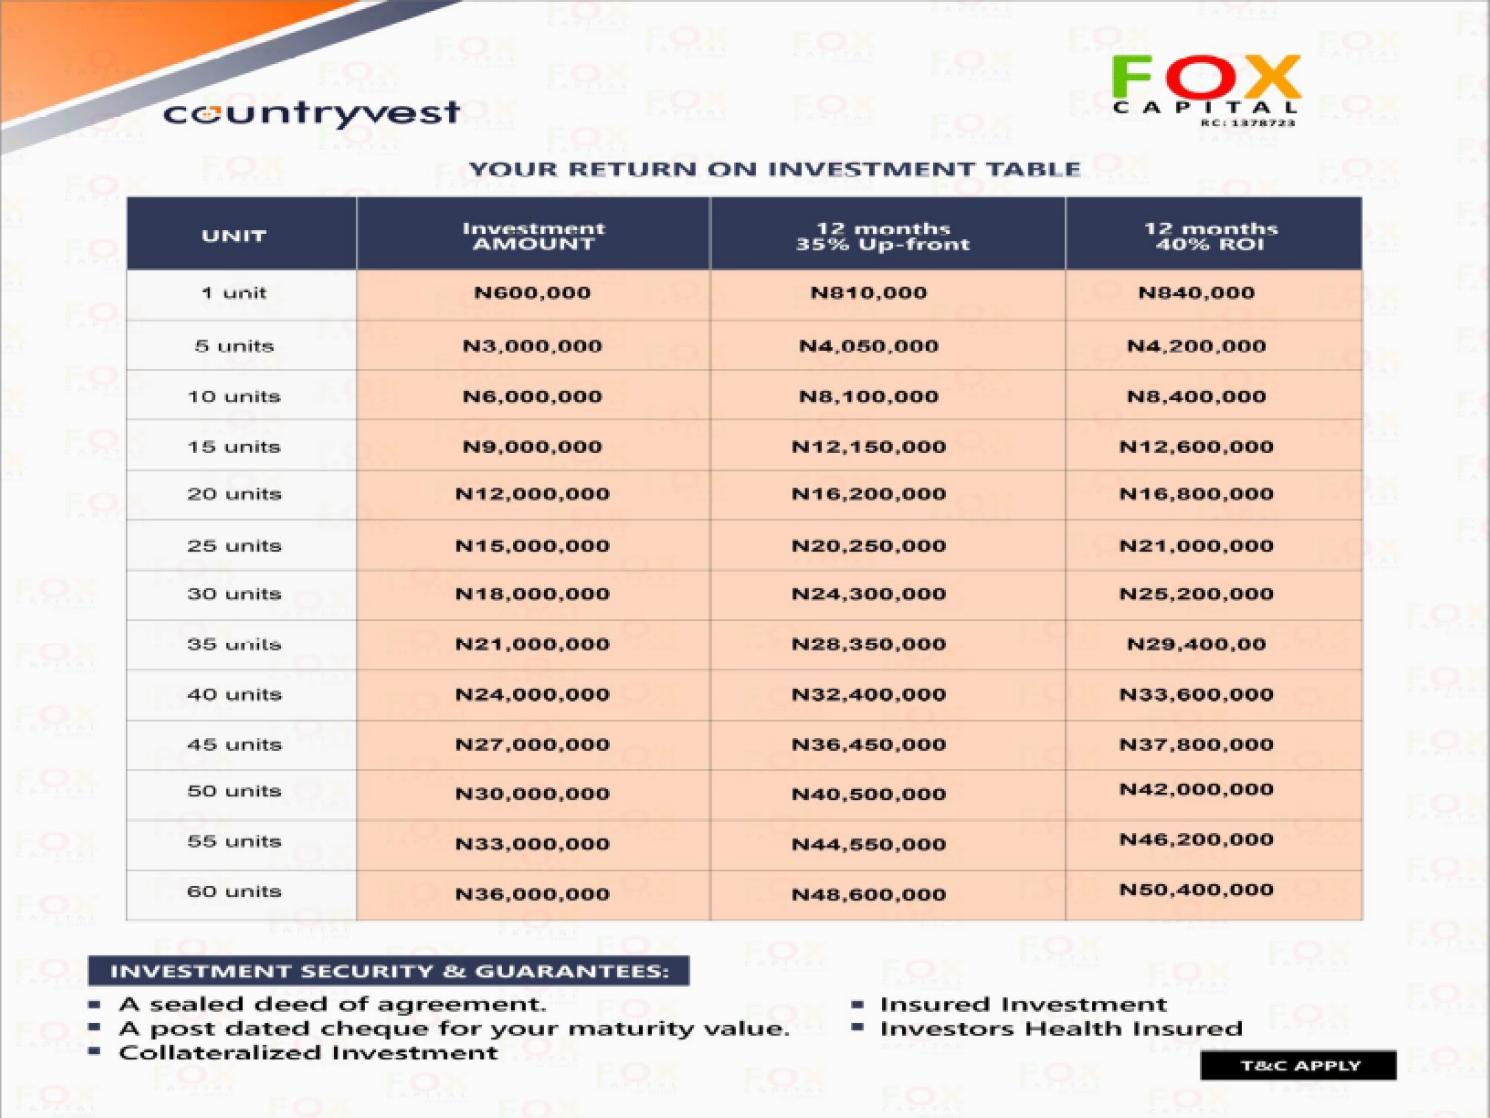 countryvest
FOX
CAPITAL
RC: 1378723
YOUR RETURN ON INVESTMENT TABLE
UNIT
Investment
AMOUNT
12 months
35% Up-front
12 months
40% ROI
1 unit N600,000 N810,000 N840,000
5 units N3,000,000 N4,050,000 N4,200,000
10 units N6,000,000 N8,100,000 N8,400,000
15 units N9,000,000 N12,150,000 N12,600,000
20 units N12,000,000 N16,200,000 N16,800,000
25 units N15,000,000 N20,250,000 N21,000,000
30 units N18,000,000 N24,300,000 N25,200,000
35 units N21,000,000 N28,350,000 N29,400,00
40 units N24,000,000 N32,400,000 N33,600,000
45 units N27,000,000 N36,450,000 N37,800,000
50 units N30,000,000 N40,500,000 N42,000,000
55 units N33,000,000 N44,550,000 N46,200,000
60 units N36,000,000 N48,600,000 N50,400,000
INVESTMENT SECURITY & GUARANTEES:
A sealed deed of agreement.
A post dated cheque for your maturity value.
Collateralized Investment
Insured Investment
Investors Health Insured
T&C APPLY